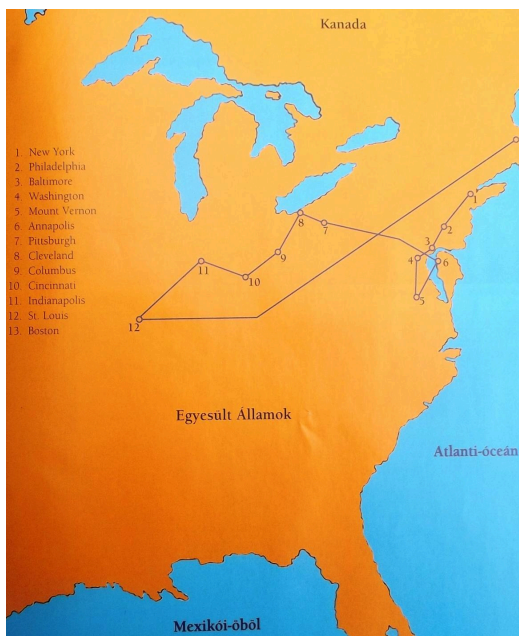 Kanada
1 New York
2 Philadelphia
3 Baltimore
4 Washington
5 Mount Vernon
6 Annapolis
7 Pittsburgh
8 Cleveland
9 Columbus
10 Cincinnati
11 Indianapolis
12 St. Louis
13 Boston
1
2
3
4
5
6
7
8
9
10
11
12
Egyesült Államok
Atlanti-óceán
Mexikói-öböl